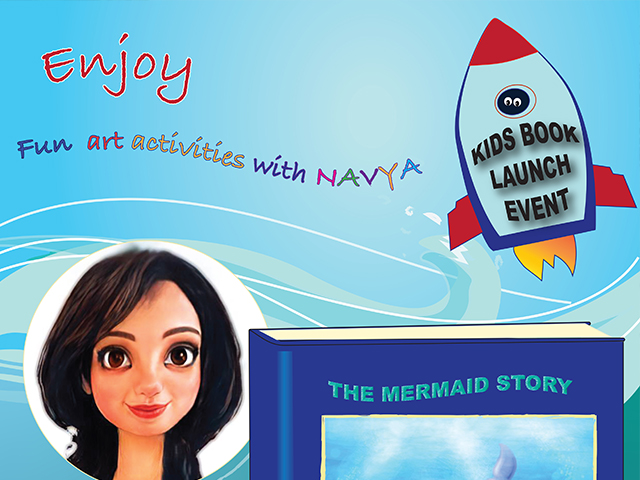 Enjoy
Fun art activities with NAVYA
KIDS BOOK
LAUNCH
EVENT
THE MERMAID STORY